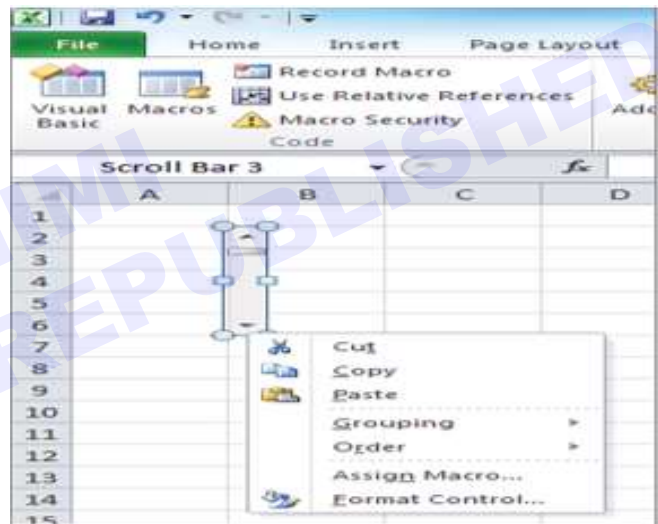 File Home Insert Page Layout
Record Macro
Use Relative References
Visual Basic Macros
Macro Security
Code
Scroll Bar 3 fx
A B C D
1
2
3
4
5
6
7 Cut
8 Copy
9 Paste
10
11 Grouping
12 Order
13 Assign Macro...
14 Format Control...
15
REPUBLISHED